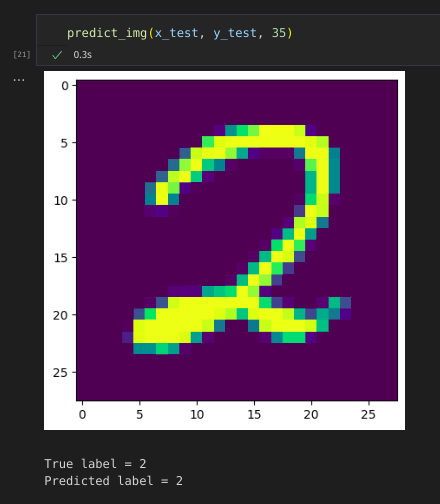 predict_img(x_test, y_test, 35)
[21]
0.3s
...
0
5
10
15
20
25
0 5 10 15 20 25
2
True label = 2
Predicted label = 2